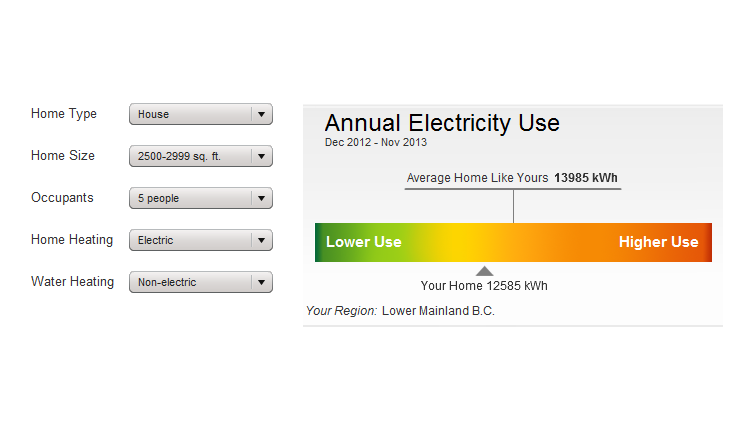 Home Type House
Home Size 2500-2999 sq. ft.
Occupants 5 people
Home Heating Electric
Water Heating Non-electric
Annual Electricity Use
Dec 2012 - Nov 2013
Average Home Like Yours 13985 kWh
Lower Use Higher Use
Your Home 12585 kWh
Your Region: Lower Mainland B.C.